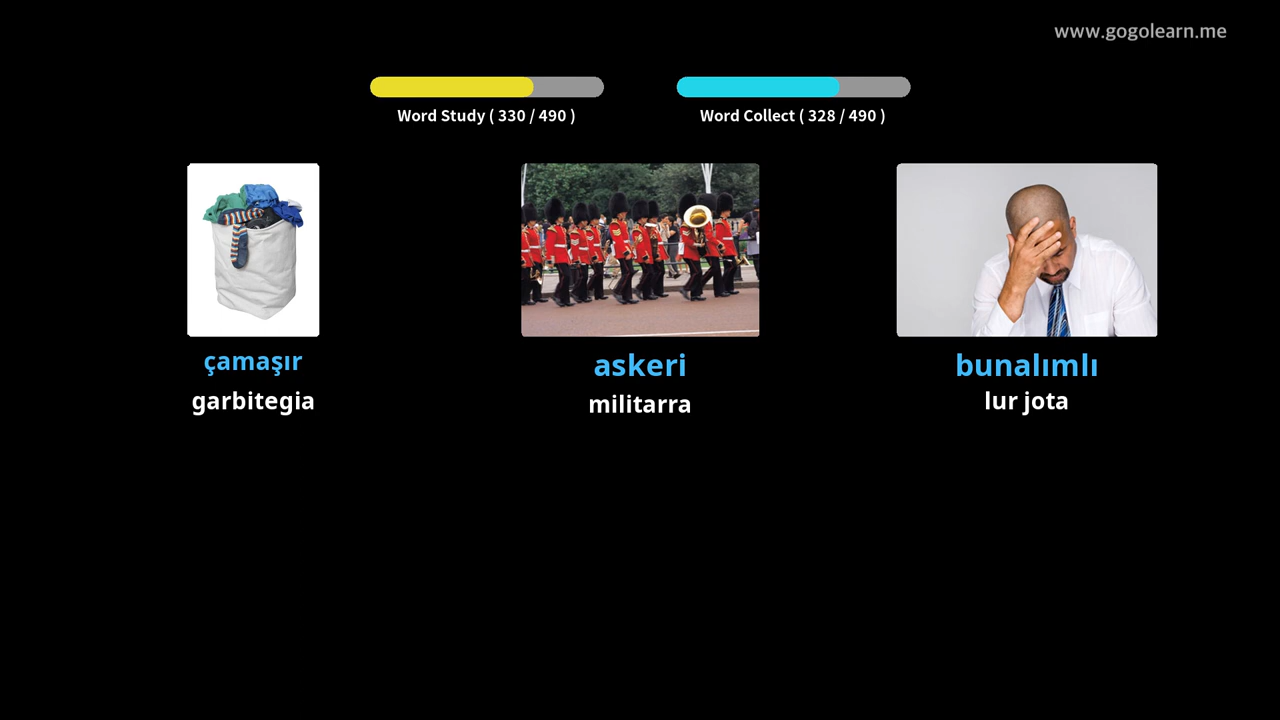 www.gogolearn.me
Word Study ( 330 / 490 )
Word Collect ( 328 / 490 )
çamaşır
garbitegia
askeri
militarra
bunalımlı
lur jota